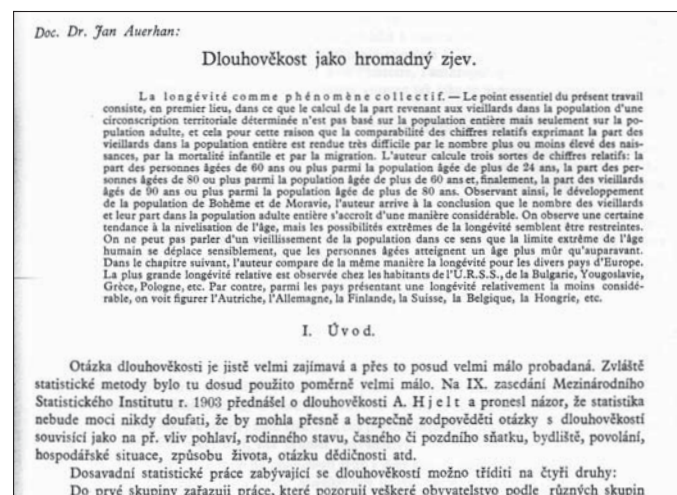 Doc. Dr. Jan Auerhan:
Dlouhověkost jako hromadný zjev.
La longévité comme phénomène collectif. — Le point essentiel du présent travail
consiste, en premier lieu, dans ce que le calcul de la part revenant aux vieillards dans la population d'une
circonscription territoriale déterminée n'est pas basé sur la population entière mais seulement sur la po-
pulation adulte, et cela pour cette raison que la comparabilité des chiffres relatifs exprimant la part des
vieillards dans la population entière est rendue très difficile par le nombre plus ou moins élevé des nais-
sances, par la mortalité infantile et par la migration. L'auteur calcule trois sortes de chiffres relatifs: la
part des personnes âgées de 60 ans ou plus parmi la population âgée de plus de 24 ans, la part des per-
sonnes âgées de 80 ou plus parmi la population âgée de plus de 60 ans et, finalement, la part des vieillards
âgés de 90 ans ou plus parmi la population âgée de plus de 80 ans. Observant ainsi, le développement
de la population de Bohême et de Moravie, l'auteur arrive à la conclusion que le nombre des vieillards
et leur part dans la population adulte entière s'accroît d'une manière considérable. On observe une certaine
tendance à la nivelisation de l'âge, mais les possibilités extrêmes de la longévité semblent être restreintes.
On ne peut pas parler d'un vieillissement de la population dans ce sens que la limite extrême de l'âge
humain se déplace sensiblement, que les personnes âgées atteignent un âge plus mûr qu'auparavant.
Dans le chapitre suivant, l'auteur compare de la même manière la longévité pour les divers pays d'Europe.
La plus grande longévité relative est observée chez les habitants de l'U.R.S.S., de la Bulgarie, Yougoslavie,
Grèce, Pologne, etc. Par contre, parmi les pays présentant une longévité relativement la moins considé-
rable, on voit figurer l'Autriche, l'Allemagne, la Finlande, la Suisse, la Belgique, la Hongrie, etc.
I. Úvod.
Otázka dlouhověkosti je jistě velmi zajímavá a přes to posud velmi málo probadaná. Zvláště
statistické metody bylo tu dosud použito poměrně velmi málo. Na IX. zasedání Mezinárodního
Statistického Institutu r. 1903 přednášel o dlouhověkosti A. Hjelt a pronesl názor, že statistika
nebude moci nikdy doufati, že by mohla přesně a bezpečně zodpověděti otázky s dlouhověkostí
souvisící jako na př. vliv pohlaví, rodinného stavu, časného či pozdního sňatku, bydliště, povolání,
hospodářské situace, způsobu života, otázku dědičnosti atd.
Dosavadní statistické práce zabývající se dlouhověkostí možno tříditi na čtyři druhy:
Do prvé skupiny zařazuji práce, které pozorují veškeré obyvatelstvo podle různých skupin